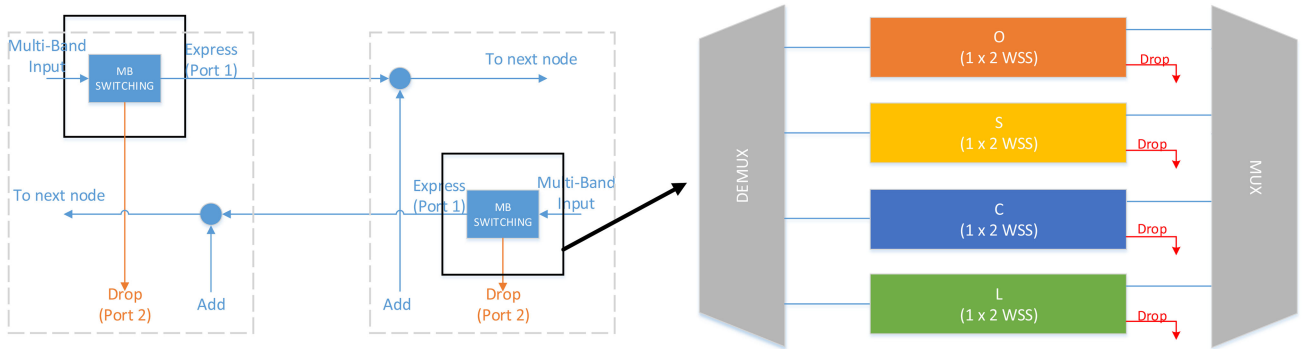 Multi-Band
Input
MB
SWITCHING
Express
(Port 1)
To next node
To next node
Express
(Port 1)
MB
SWITCHING
Multi-Band
Input
Drop
(Port 2)
Add
Add
Drop
(Port 2)
DEMUX
O
(1 x 2 WSS)
Drop
S
(1 x 2 WSS)
Drop
C
(1 x 2 WSS)
Drop
L
(1 x 2 WSS)
Drop
MUX